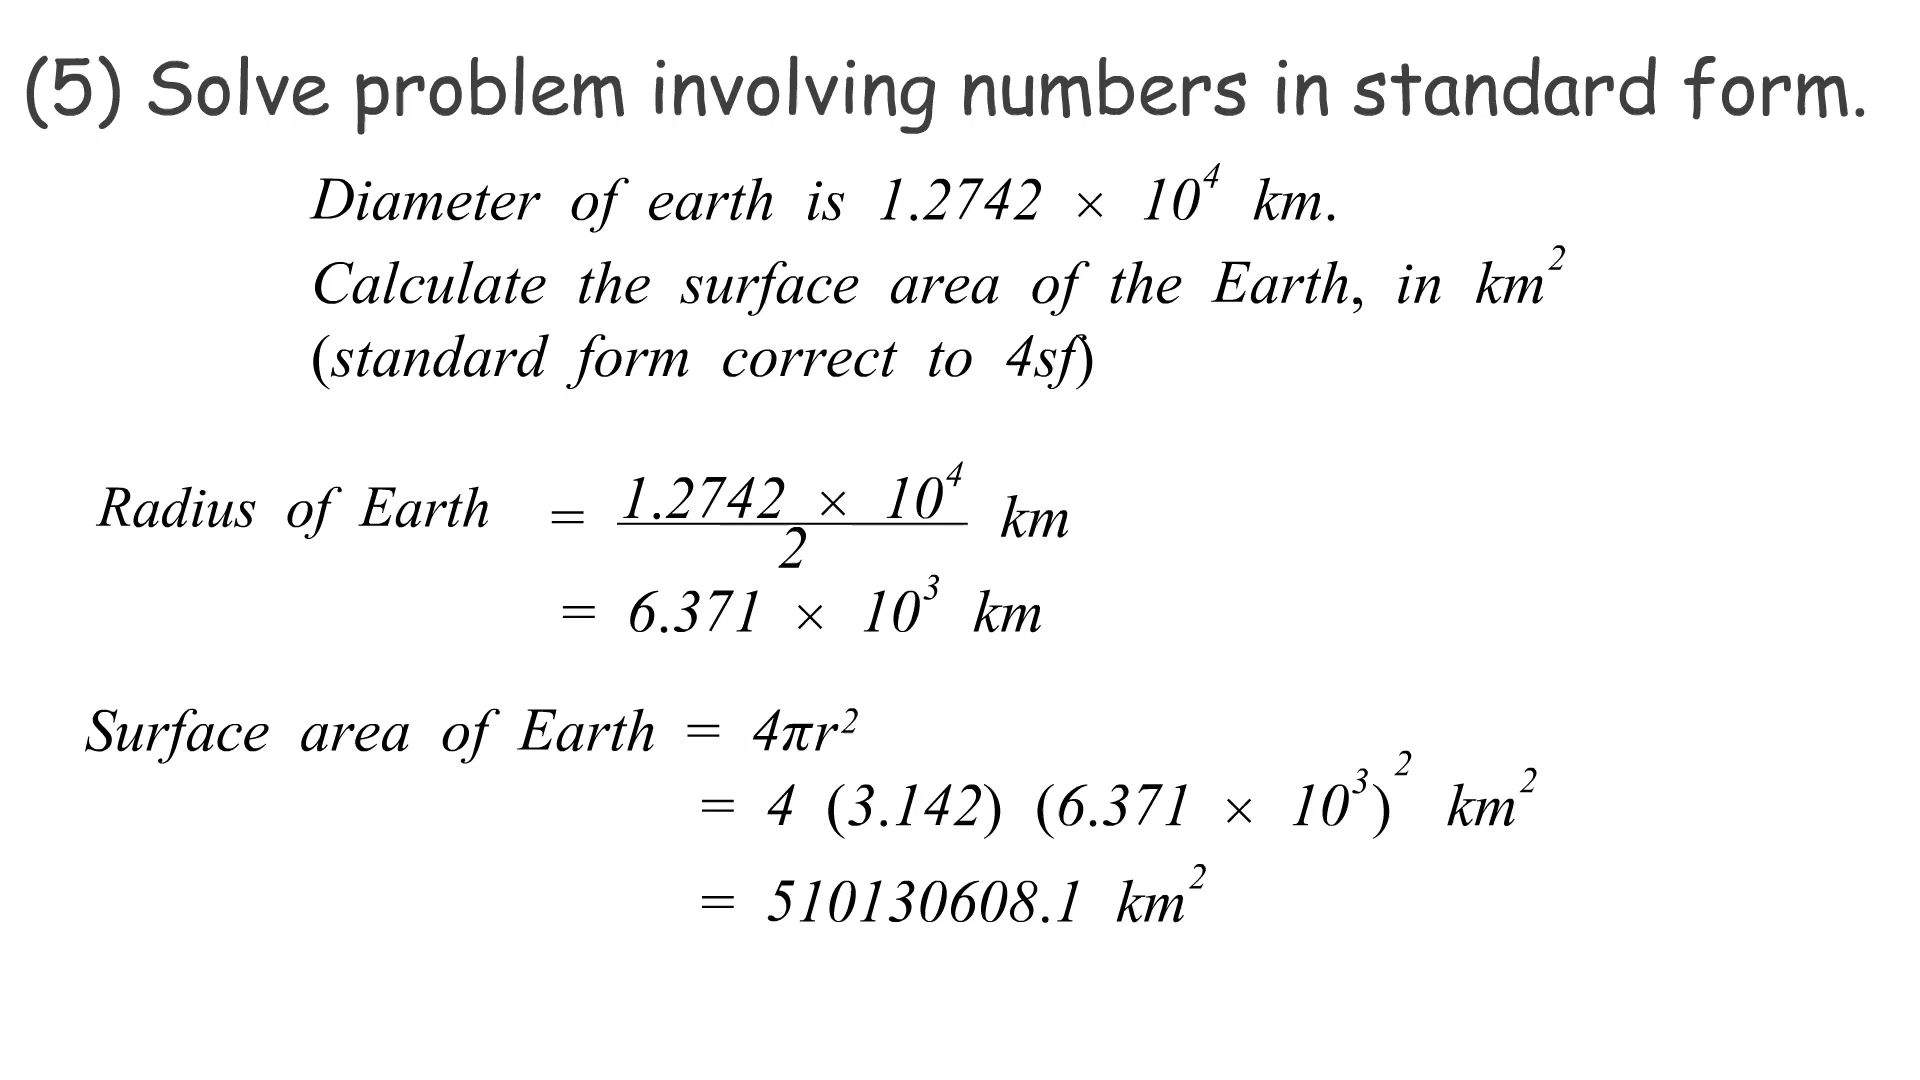 (5) Solve problem involving numbers in standard form.
Diameter of earth is 1.2742 × 10⁴ km.
Calculate the surface area of the Earth, in km²
(standard form correct to 4sf)
Radius of Earth = 1.2742 × 10⁴ / 2 km
= 6.371 × 10³ km
Surface area of Earth = 4πr²
= 4 (3.142) (6.371 × 10³)² km²
= 510130608.1 km²